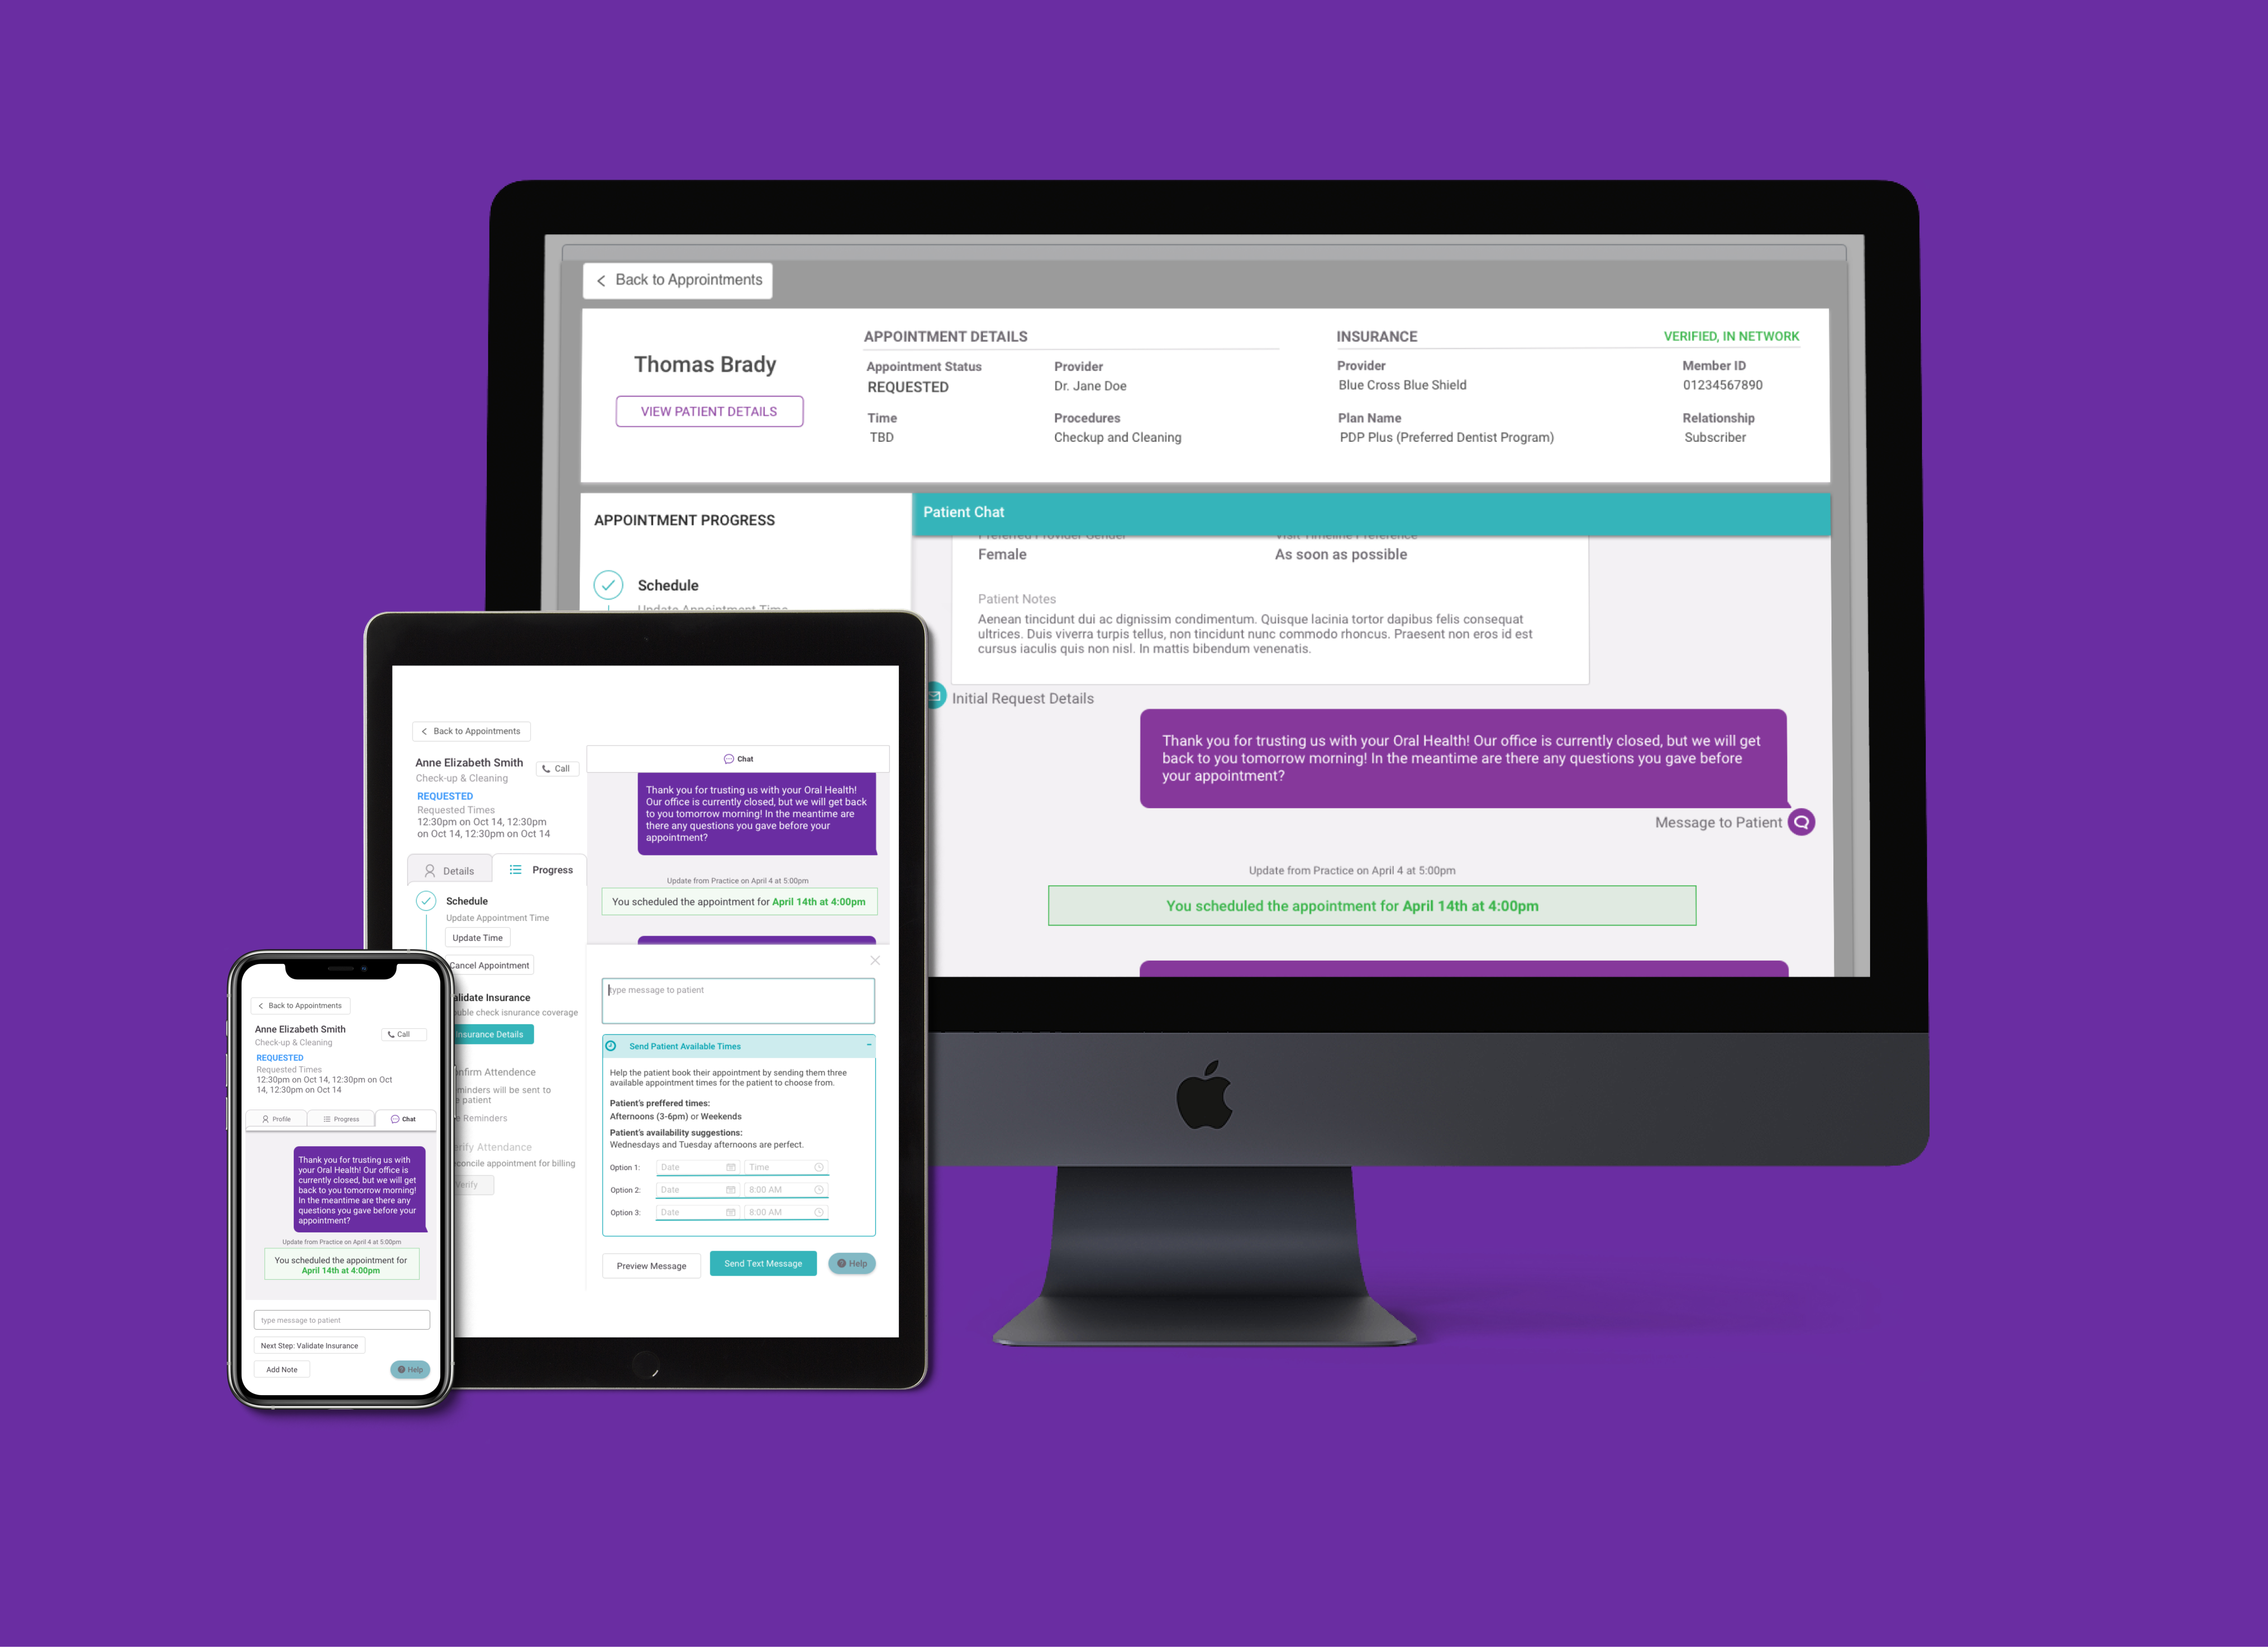 Back to Approintments
Thomas Brady
VIEW PATIENT DETAILS
APPOINTMENT DETAILS
Appointment Status
REQUESTED
Provider
Dr. Jane Doe
Time
TBD
Procedures
Checkup and Cleaning
INSURANCE
VERIFIED, IN NETWORK
Provider
Blue Cross Blue Shield
Member ID
01234567890
Plan Name
PDP Plus (Preferred Dentist Program)
Relationship
Subscriber
APPOINTMENT PROGRESS
Schedule
Update Appointment Time
Patient Chat
Preferred Provider Gender
Female
Visit Timeline Preference
As soon as possible
Patient Notes
Aenean tincidunt dui ac dignissim condimentum. Quisque lacinia tortor dapibus felis consequat
ultrices. Duis viverra turpis tellus, non tincidunt nunc commodo rhoncus. Praesent non eros id est
cursus iaculis quis non nisl. In mattis bibendum venenatis.
Initial Request Details
Thank you for trusting us with your Oral Health! Our office is currently closed, but we will get
back to you tomorrow morning! In the meantime are there any questions you gave before
your appointment?
Message to Patient
Update from Practice on April 4 at 5:00pm
You scheduled the appointment for April 14th at 4:00pm
Back to Appointments
Anne Elizabeth Smith
Call
Check-up & Cleaning
REQUESTED
Requested Times
12:30pm on Oct 14, 12:30pm
on Oct 14, 12:30pm on Oct 14
Details
Progress
Schedule
Update Appointment Time
Update Time
Cancel Appointment
alidate Insurance
uble check isnurance coverage
Insurance Details
nfirm Attendence
minders will be sent to
patient
Reminders
erify Attendance
concile appointment for billing
Verify
Chat
Thank you for trusting us with your Oral Health!
Our office is currently closed, but we will get back
to you tomorrow morning! In the meantime are
there any questions you gave before your
appointment?
Update from Practice on April 4 at 5:00pm
You scheduled the appointment for April 14th at 4:00pm
type message to patient
Send Patient Available Times
Help the patient book their appointment by sending them three
available appointment times for the patient to choose from.
Patient's preffered times:
Afternoons (3-6pm) or Weekends
Patient's availability suggestions:
Wednesdays and Tuesday afternoons are perfect.
Option 1: Date Time
Option 2: Date 8:00 AM
Option 3: Date 8:00 AM
Preview Message
Send Text Message
Help
Back to Appointments
Anne Elizabeth Smith
Call
Check-up & Cleaning
REQUESTED
Requested Times
12:30pm on Oct 14, 12:30pm on Oct
14, 12:30pm on Oct 14
Profile
Progress
Chat
Thank you for trusting us with
your Oral Health! Our office is
currently closed, but we will get
back to you tomorrow morning!
In the meantime are there any
questions you gave before your
appointment?
Update from Practice on April 4 at 5:00pm
You scheduled the appointment for
April 14th at 4:00pm
type message to patient
Next Step: Validate Insurance
Add Note
Help